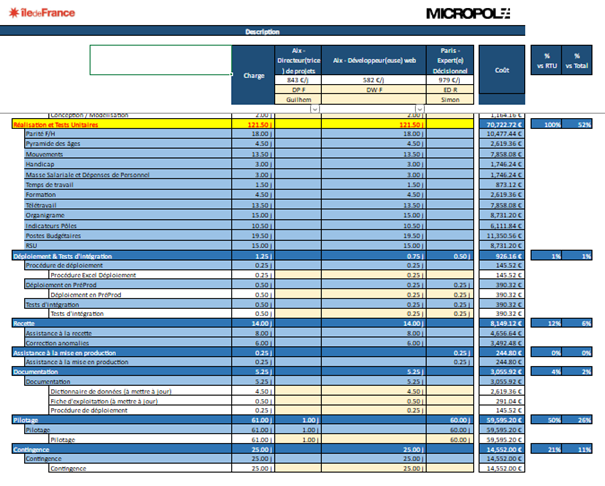 îledeFrance
MICROPOLE
Description
Charge
Aix - Director(trice) de projets
Aix - Développeur(euse) web
Paris - Expert(e) Décisionnel
Coût
% vs RTU
% vs Total
843 €/j 582 €/j 979 €/j
DP F DW F ED R
Guilhem Simon
Conception / Modélisation 2.00 j 2.00 j 1,164.16 €
Réalisation et Tests Unitaires 121.50 j 121.50 j 70,722.72 € 100% 52%
Parité F/H 18.00 j 18.00 j 10,477.44 €
Pyramide des âges 4.50 j 4.50 j 2,619.36 €
Mouvements 13.50 j 13.50 j 7,858.08 €
Handicap 3.00 j 3.00 j 1,746.24 €
Masse Salariale et Dépenses de Personnel 3.00 j 3.00 j 1,746.24 €
Temps de travail 1.50 j 1.50 j 873.12 €
Formation 4.50 j 4.50 j 2,619.36 €
Télétravail 13.50 j 13.50 j 7,858.08 €
Organigrame 15.00 j 15.00 j 8,731.20 €
Indicateurs Pôles 10.50 j 10.50 j 6,111.84 €
Postes Budgétaires 19.50 j 19.50 j 11,350.56 €
RSU 15.00 j 15.00 j 8,731.20 €
Déploiement & Tests d'intégration 1.25 j 0.75 j 0.50 j 926.16 € 1% 1%
Procédure de déploiement 0.25 j 0.25 j 145.52 €
Procédure Excel Déploiement 0.25 j 0.25 j 145.52 €
Déploiement en PréProd 0.50 j 0.25 j 0.25 j 390.32 €
Déploiement en PréProd 0.50 j 0.25 j 0.25 j 390.32 €
Tests d'intégration 0.50 j 0.25 j 0.25 j 390.32 €
Tests d'intégration 0.50 j 0.25 j 0.25 j 390.32 €
Recette 14.00 j 14.00 j 8,149.12 € 12% 6%
Assistance à la recette 8.00 j 8.00 j 4,656.64 €
Correction anomalies 6.00 j 6.00 j 3,492.48 €
Assistance à la mise en production 0.25 j 0.25 j 244.80 € 0% 0%
Assistance à la mise en production 0.25 j 0.25 j 244.80 €
Documentation 5.25 j 5.25 j 3,055.92 € 4% 2%
Documentation 5.25 j 5.25 j 3,055.92 €
Dictionnaire de données (à mettre à jour) 4.50 j 4.50 j 2,619.36 €
Fiche d'exploitation (à mettre à jour) 0.50 j 0.50 j 291.04 €
Procédure de déploiement 0.25 j 0.25 j 145.52 €
Pilotage 61.00 j 1.00 j 60.00 j 59,595.20 € 50% 26%
Pilotage 61.00 j 1.00 j 60.00 j 59,595.20 €
Pilotage 61.00 j 1.00 j 60.00 j 59,595.20 €
Contingence 25.00 j 25.00 j 14,552.00 € 21% 11%
Contingence 25.00 j 25.00 j 14,552.00 €
Contingence 25.00 j 25.00 j 14,552.00 €